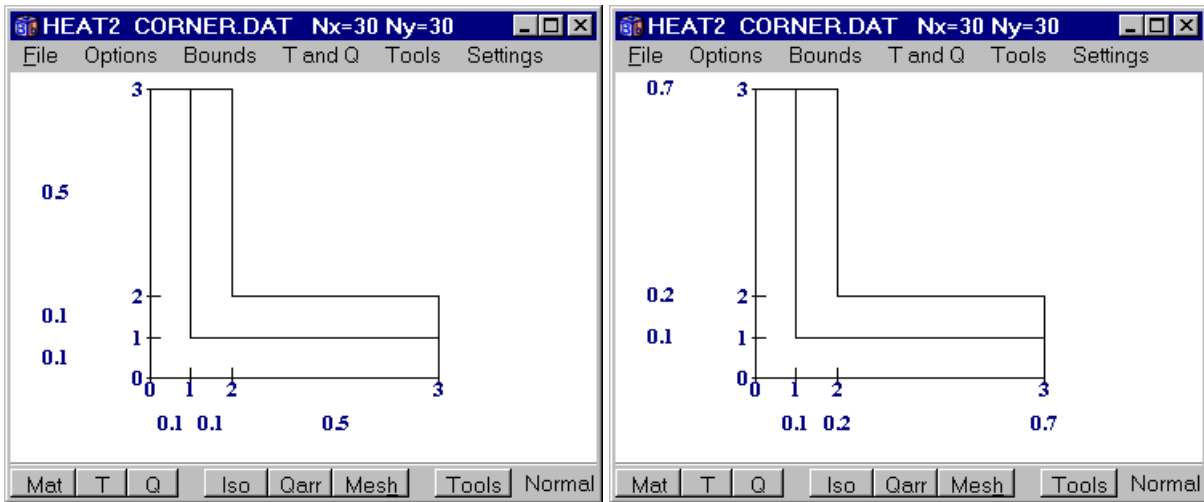 HEAT2 CORNER.DAT Nx=30 Ny=30
File Options Bounds T and Q Tools Settings
3
0.5
2
0.1
1
0.1
0
0 1 2 3
0.1 0.1 0.5
Mat T Q Iso Qarr Mesh Tools Normal
HEAT2 CORNER.DAT Nx=30 Ny=30
File Options Bounds T and Q Tools Settings
0.7 3
0.2 2
0.1 1
0
0 1 2 3
0.1 0.2 0.7
Mat T Q Iso Qarr Mesh Tools Normal